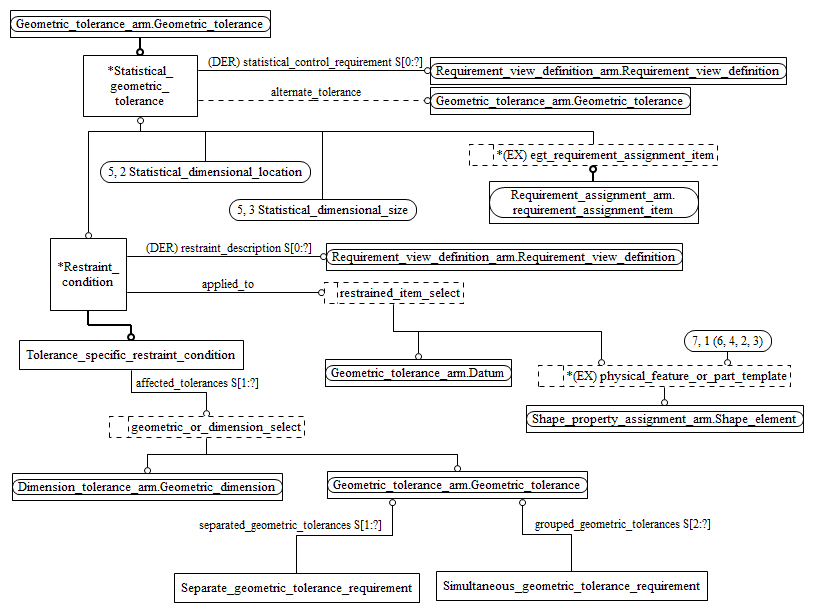 Geometric_tolerance_arm.Geometric_tolerance
*Statistical_
geometric_
tolerance
(DER) statistical_control_requirement S[0:?]
Requirement_view_definition_arm.Requirement_view_definition
alternate_tolerance
Geometric_tolerance_arm.Geometric_tolerance
*(EX) egt_requirement_assignment_item
5, 2 Statistical_dimensional_location
Requirement_assignment_arm.
requirement_assignment_item
5, 3 Statistical_dimensional_size
*Restraint_
condition
(DER) restraint_description S[0:?]
Requirement_view_definition_arm.Requirement_view_definition
applied_to
restrained_item_select
7, 1 (6, 4, 2, 3)
Tolerance_specific_restraint_condition
Geometric_tolerance_arm.Datum
*(EX) physical_feature_or_part_template
affected_tolerances S[1:?]
Shape_property_assignment_arm.Shape_element
geometric_or_dimension_select
Dimension_tolerance_arm.Geometric_dimension
Geometric_tolerance_arm.Geometric_tolerance
separated_geometric_tolerances S[1:?]
grouped_geometric_tolerances S[2:?]
Separate_geometric_tolerance_requirement
Simultaneous_geometric_tolerance_requirement